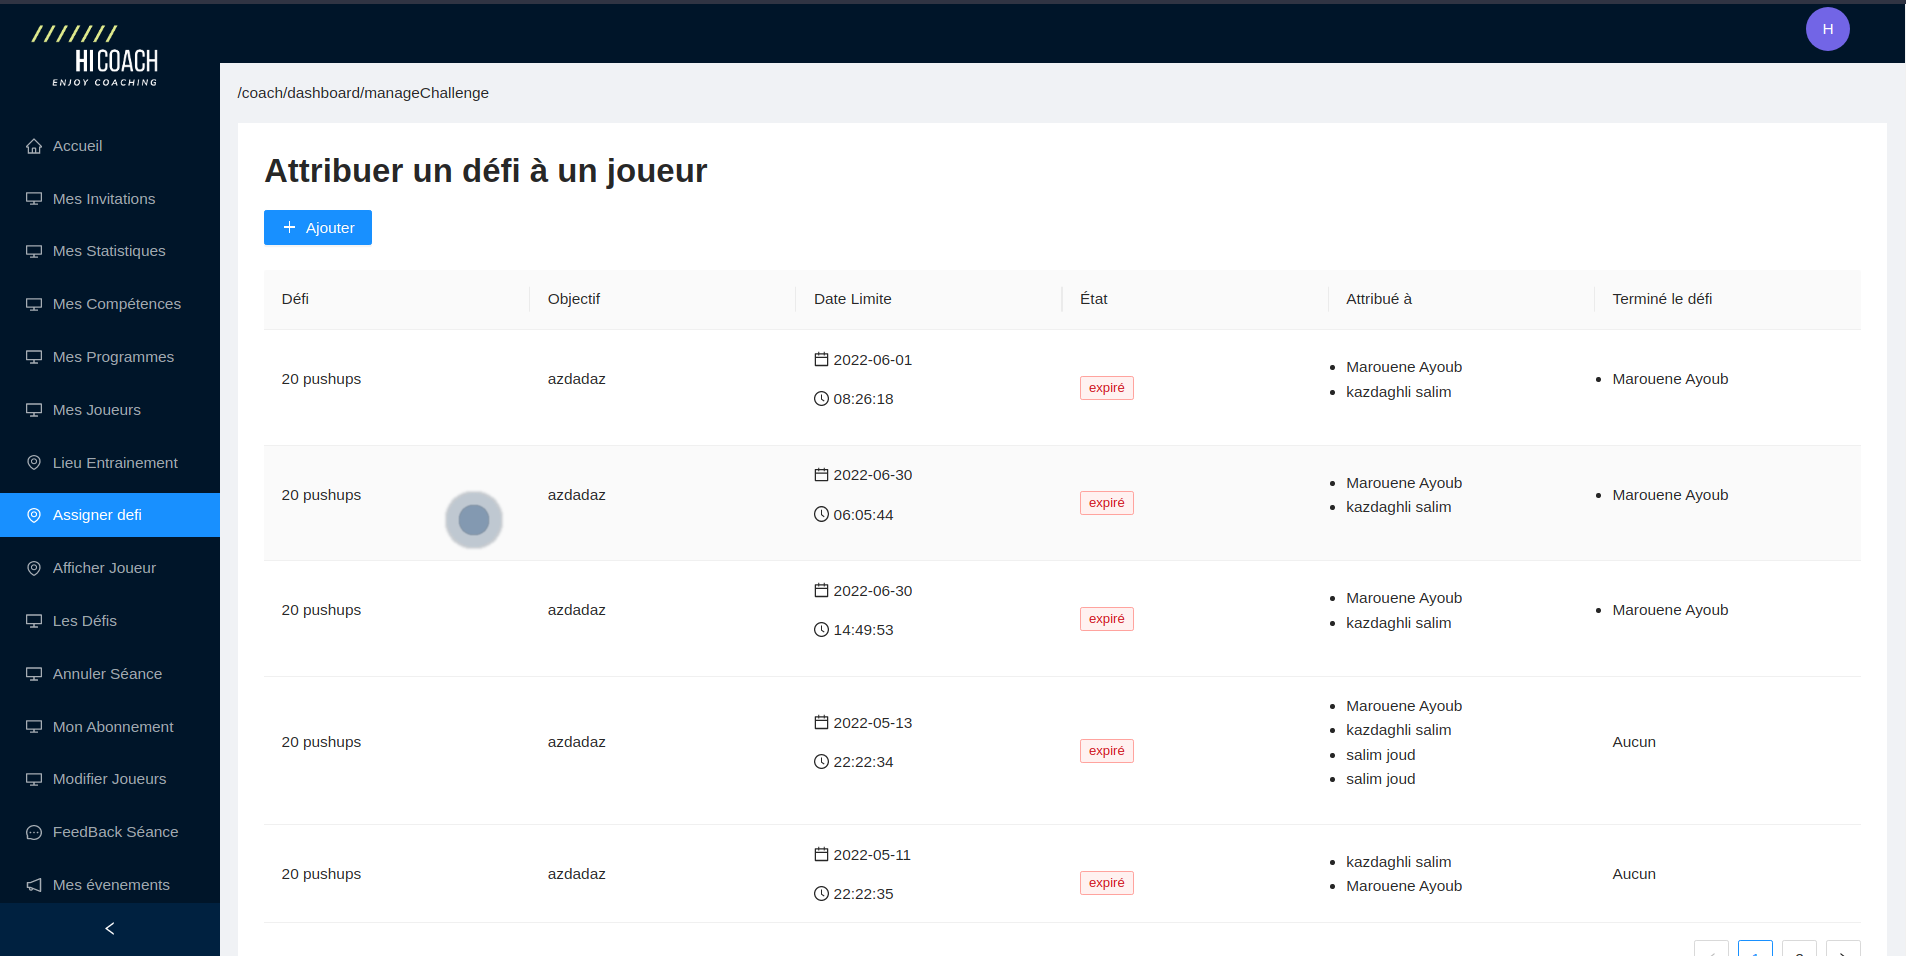 HICOACH
ENJOY COACHING
H
/coach/dashboard/manageChallenge
Accueil
Mes Invitations
Mes Statistiques
Mes Compétences
Mes Programmes
Mes Joueurs
Lieu Entrainement
Assigner defi
Afficher Joueur
Les Défis
Annuler Séance
Mon Abonnement
Modifier Joueurs
FeedBack Séance
Mes évenements
Attribuer un défi à un joueur
Ajouter
Défi Objectif Date Limite État Attribué à Terminé le défi
20 pushups azdadaz 2022-06-01
08:26:18
expiré
Marouene Ayoub
kazdaghli salim
Marouene Ayoub
20 pushups azdadaz 2022-06-30
06:05:44
expiré
Marouene Ayoub
kazdaghli salim
Marouene Ayoub
20 pushups azdadaz 2022-06-30
14:49:53
expiré
Marouene Ayoub
kazdaghli salim
Marouene Ayoub
20 pushups azdadaz 2022-05-13
22:22:34
expiré
Marouene Ayoub
kazdaghli salim
salim joud
salim joud
Aucun
20 pushups azdadaz 2022-05-11
22:22:35
expiré
kazdaghli salim
Marouene Ayoub
Aucun